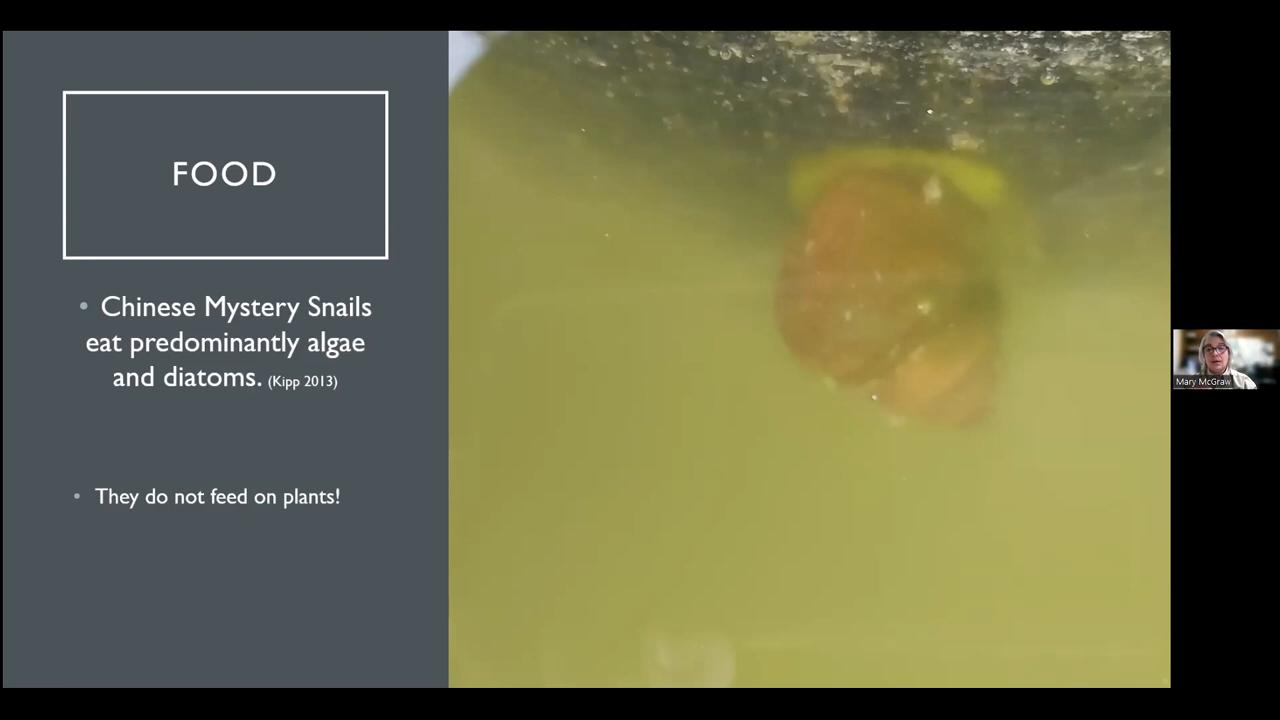 FOOD
• Chinese Mystery Snails
eat predominantly algae
and diatoms. (Kipp 2013)
• They do not feed on plants!
Mary McGraw